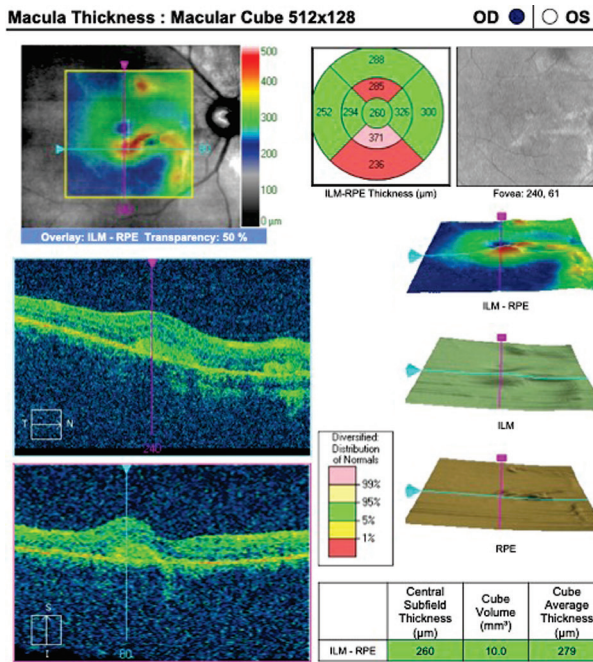 Macula Thickness : Macular Cube 512x128 OD OS
500
400
300
200
100
0 µm
80
240
Overlay: ILM - RPE Transparency: 50 %
288
285
252 294 260 326 300
371
236
ILM-RPE Thickness (µm)
Fovea: 240, 61
ILM - RPE
T N
240
ILM
Diversified:
Distribution
of Normals
99%
95%
5%
1%
RPE
S
I
80
Central Subfield Thickness (µm) Cube Volume (mm³) Cube Average Thickness (µm)
ILM - RPE 260 10.0 279